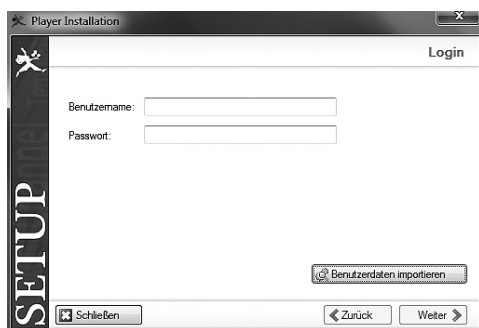 Player Installation
Login
Benutzername:
Passwort:
Benutzerdaten importieren
SETUP
Schließen
Zurück
Weiter